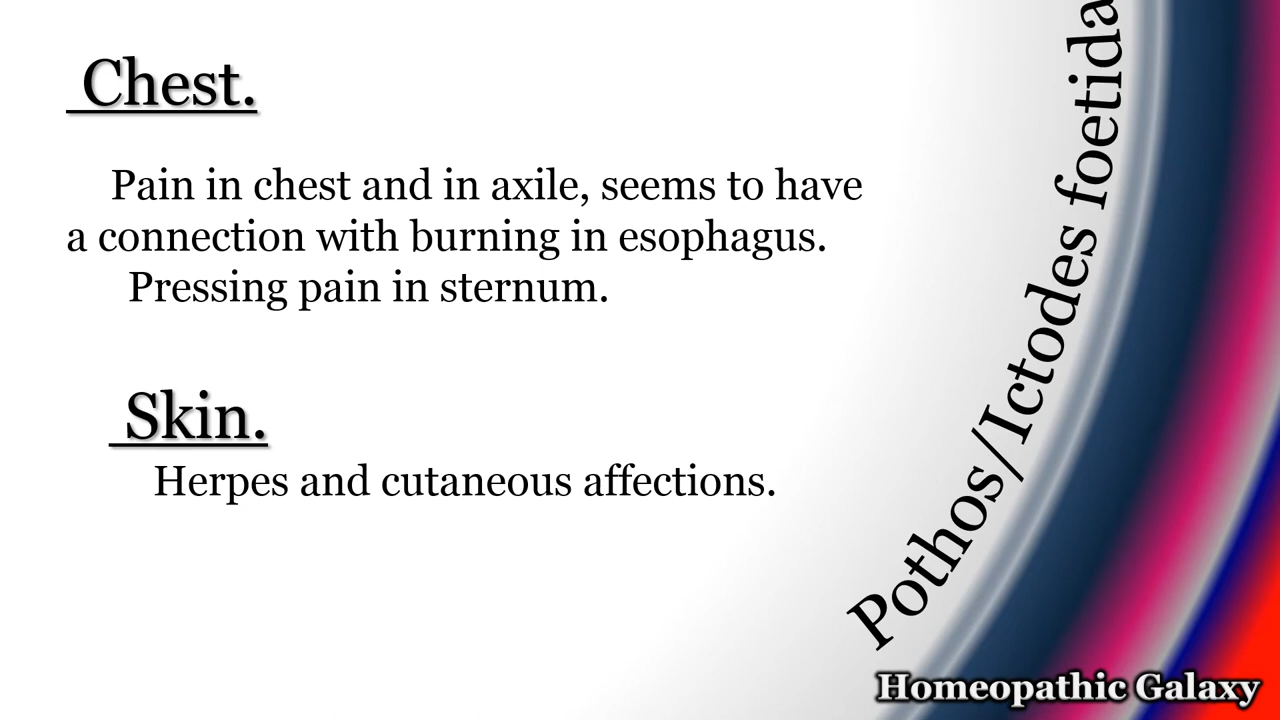 Chest.
Pain in chest and in axile, seems to have
a connection with burning in esophagus.
Pressing pain in sternum.
Skin.
Herpes and cutaneous affections.
Pothos/Ictodes foetida
Homeopathic Galaxy